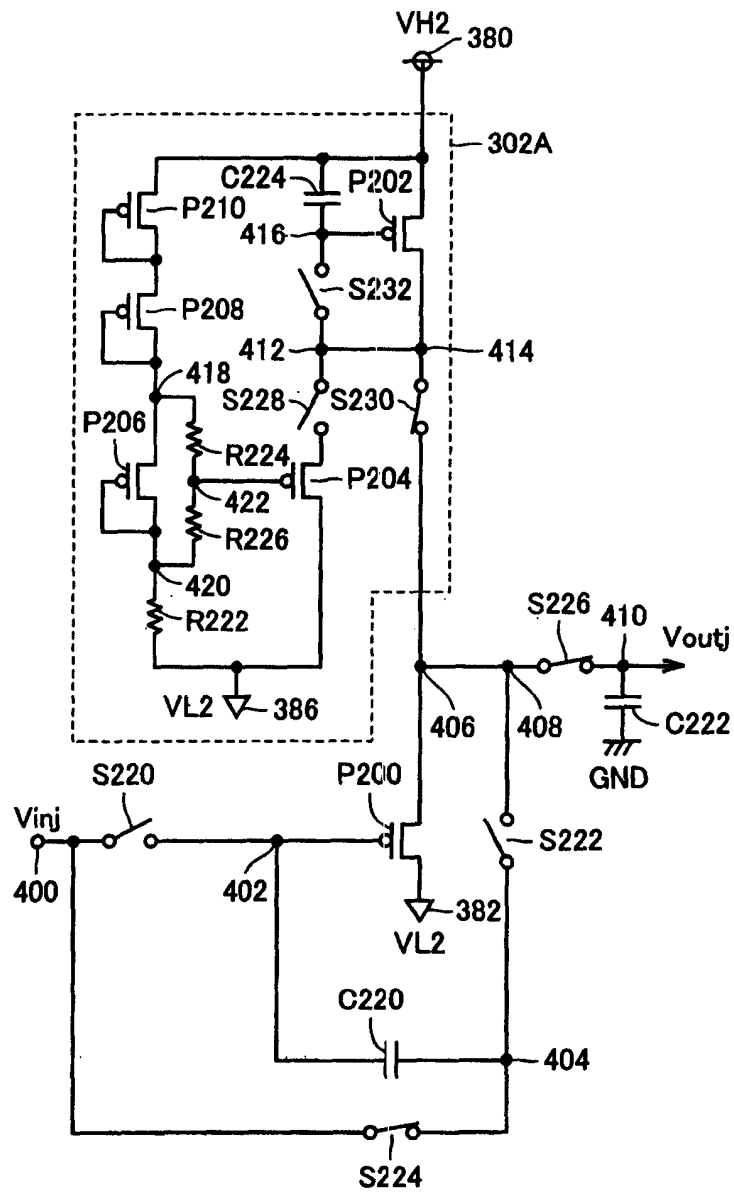 VH2
380
302A
C224
P202
P210
416
S232
P208
412
414
418
S228
S230
P206
R224
P204
422
R226
420
R222
S226
410
Voutj
VL2
386
406
408
C222
GND
P200
S220
Vinj
S222
400
402
382
VL2
C220
404
S224